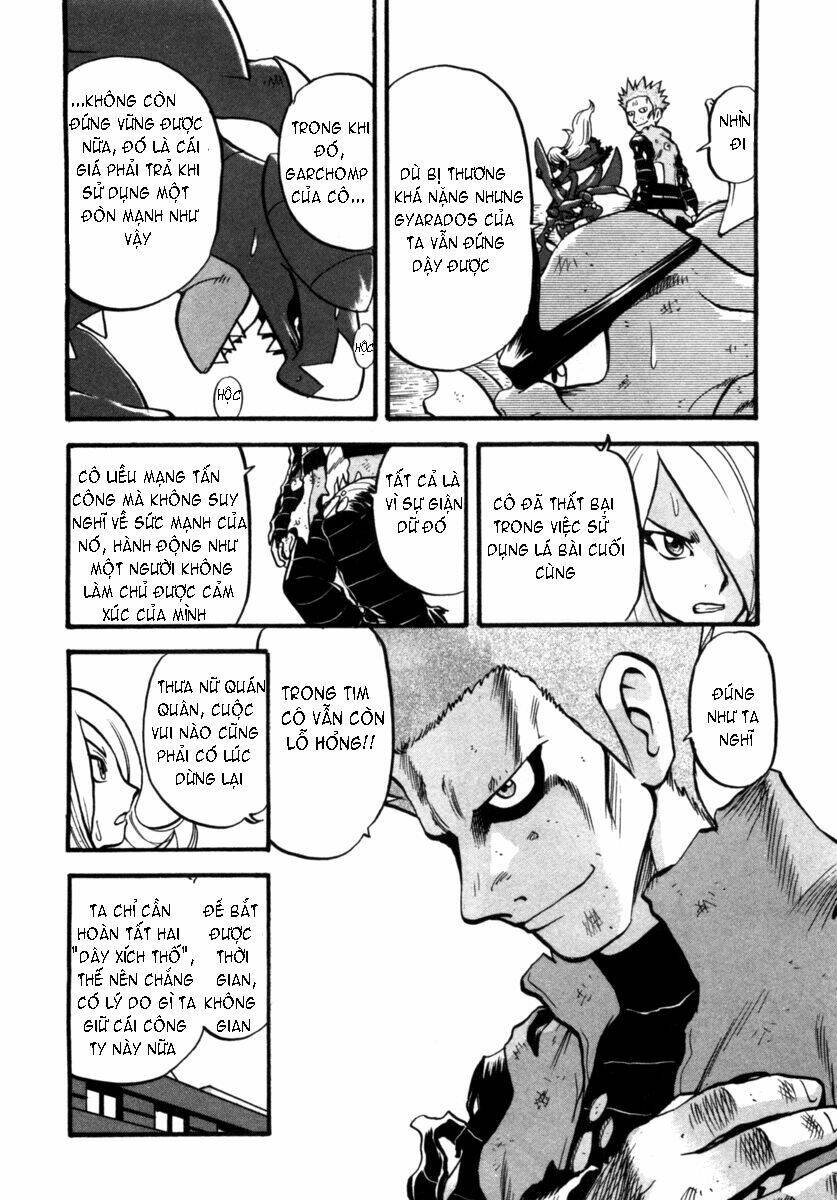 NHÌN
ĐI
DÙ BỊ THƯƠNG
KHÁ NẶNG NHƯNG
GYARADOS CỦA
TA VẪN ĐỨNG
DẬY ĐƯỢC
TRONG KHI
ĐÓ,
GARCHOMP
CỦA CÔ...
...KHÔNG CÒN
ĐỨNG VỮNG ĐƯỢC
NỮA, ĐÓ LÀ CÁI
GIÁ PHẢI TRẢ KHI
SỬ DỤNG MỘT
ĐÒN MẠNH NHƯ
VẬY
HỘC
HỘC
CÔ ĐÃ THẤT BẠI
TRONG VIỆC SỬ
DỤNG LÁ BÀI CUỐI
CÙNG
TẤT CẢ LÀ
VÌ SỰ GIẬN
DỮ ĐÓ
CÔ LIỀU MẠNG TẤN
CÔNG MÀ KHÔNG SUY
NGHĨ VỀ SỨC MẠNH CỦA
NÓ, HÀNH ĐỘNG NHƯ
MỘT NGƯỜI KHÔNG
LÀM CHỦ ĐƯỢC CẢM
XÚC CỦA MÌNH
ĐÚNG
NHƯ TA
NGHĨ
TRONG TIM
CÔ VẪN CÒN
LỖ HỔNG!!
THƯA NỮ QUÁN
QUÂN, CUỘC
VUI NÀO CŨNG
PHẢI CÓ LÚC
DỪNG LẠI
ĐỂ BẮT
ĐƯỢC
THỜI
GIAN,
KHÔNG
GIAN
TA CHỈ CẦN
HOÀN TẤT HAI
"DÂY XÍCH THỐ",
THẾ NÊN CHẲNG
CÓ LÝ DO GÌ TA
GIỮ CÁI CÔNG
TY NÀY NỮA